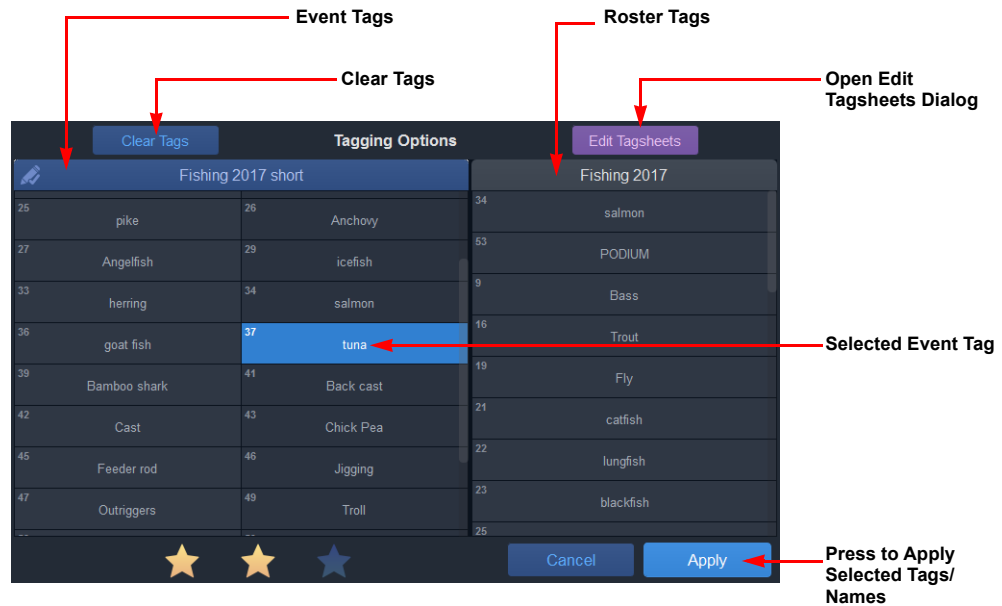 Event Tags
Roster Tags
Clear Tags
Open Edit
Tagsheets Dialog
Clear Tags
Tagging Options
Edit Tagsheets
Fishing 2017 short
Fishing 2017
25 pike
26 Anchovy
27 Angelfish
29 icefish
33 herring
34 salmon
36 goat fish
37 tuna
39 Bamboo shark
41 Back cast
42 Cast
43 Chick Pea
45 Feeder rod
46 Jigging
47 Outriggers
49 Troll
34 salmon
53 PODIUM
9 Bass
16 Trout
19 Fly
21 catfish
22 lungfish
23 blackfish
25
Selected Event Tag
Cancel
Apply
Press to Apply
Selected Tags/
Names